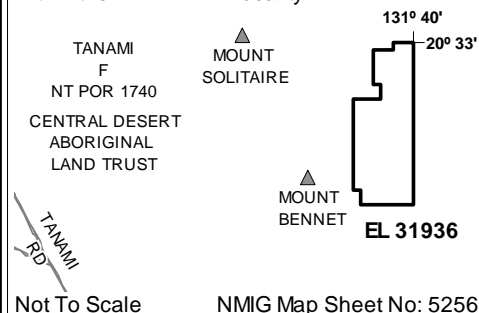 131º 40'
20º 33'
TANAMI
F
NT POR 1740
CENTRAL DESERT
ABORIGINAL
LAND TRUST
MOUNT
SOLITAIRE
MOUNT
BENNET
EL 31936
TANAMI
RD
Not To Scale
NMIG Map Sheet No: 5256